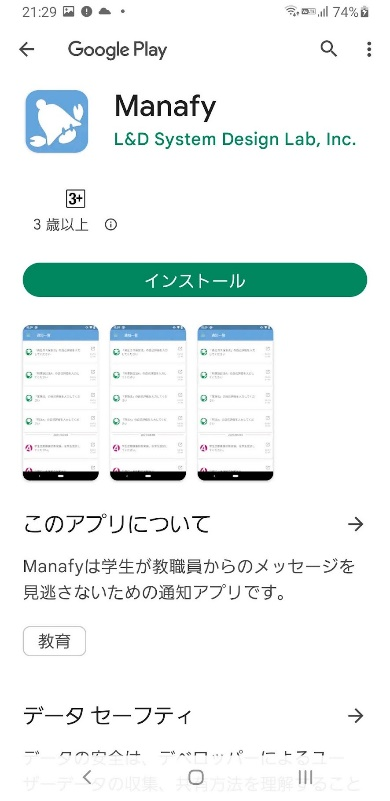 21:29
74%
Google Play
Manafy
L&D System Design Lab, Inc.
3+
3 歳以上
インストール
このアプリについて
Manafyは学生が教職員からのメッセージを
見逃さないための通知アプリです。
教育
データ セーフティ
データの安全は、デベロッパーによるユー
ザーデータの収集、共有方法を理解すること